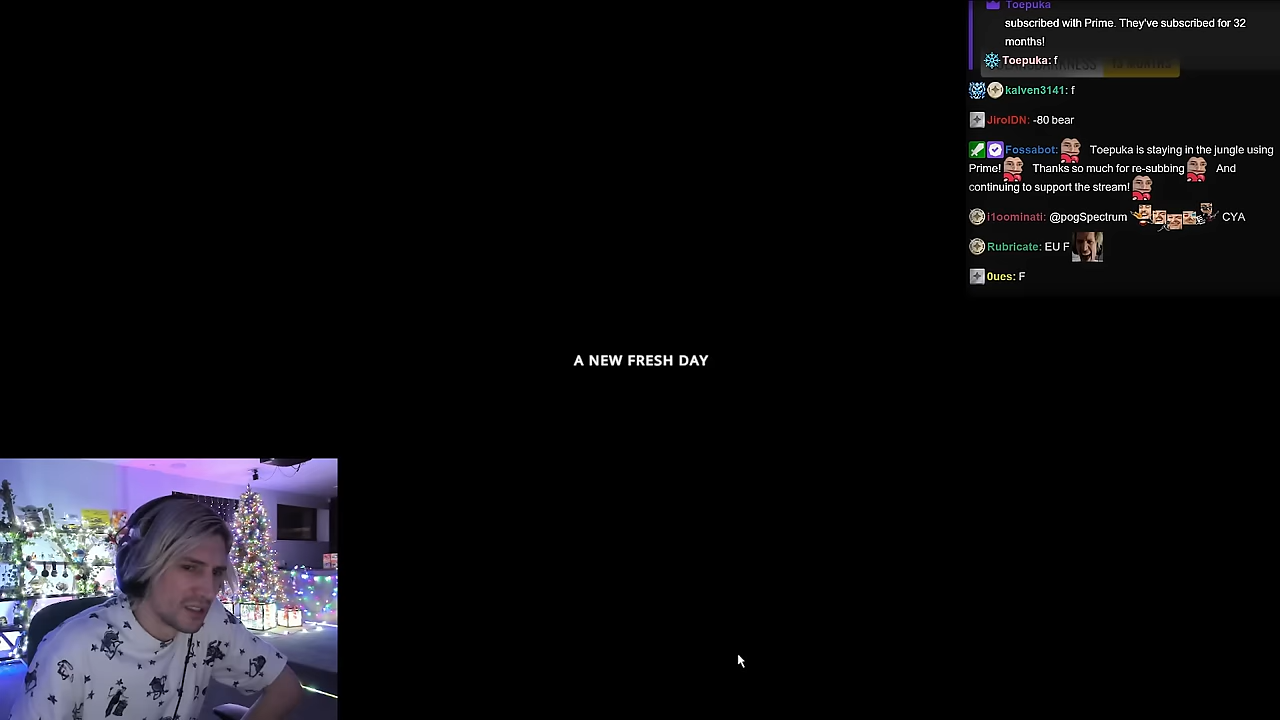 Toepuka
subscribed with Prime. They've subscribed for 32
months!
Toepuka: f
kalven3141: f
JiroIDN: -80 bear
Fossabot: Toepuka is staying in the jungle using
Prime! Thanks so much for re-subbing And
continuing to support the stream!
i1oominati: @pogSpectrum CYA
Rubricate: EU F
0ues: F
A NEW FRESH DAY